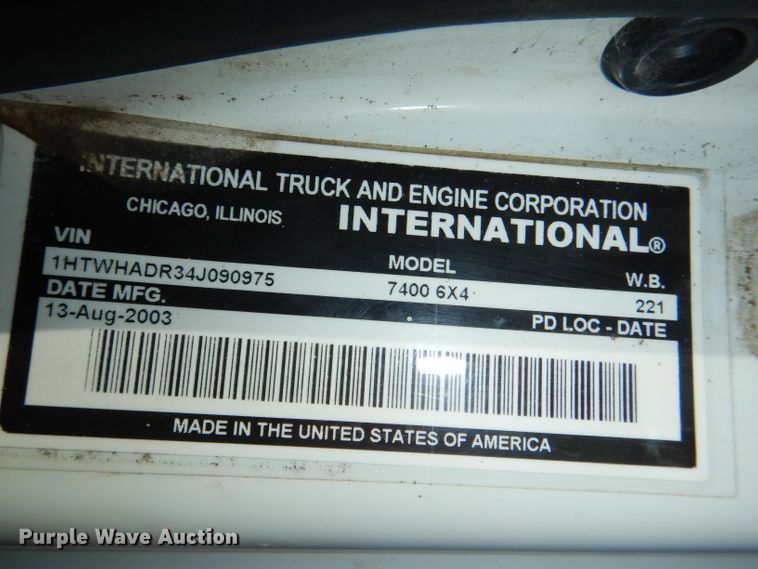 INTERNATIONAL TRUCK AND ENGINE CORPORATION
CHICAGO, ILLINOIS INTERNATIONAL®
VIN MODEL W.B.
1HTWHADR34J090975 7400 6X4 221
DATE MFG. PD LOC - DATE
13-Aug-2003
MADE IN THE UNITED STATES OF AMERICA
Purple Wave Auction